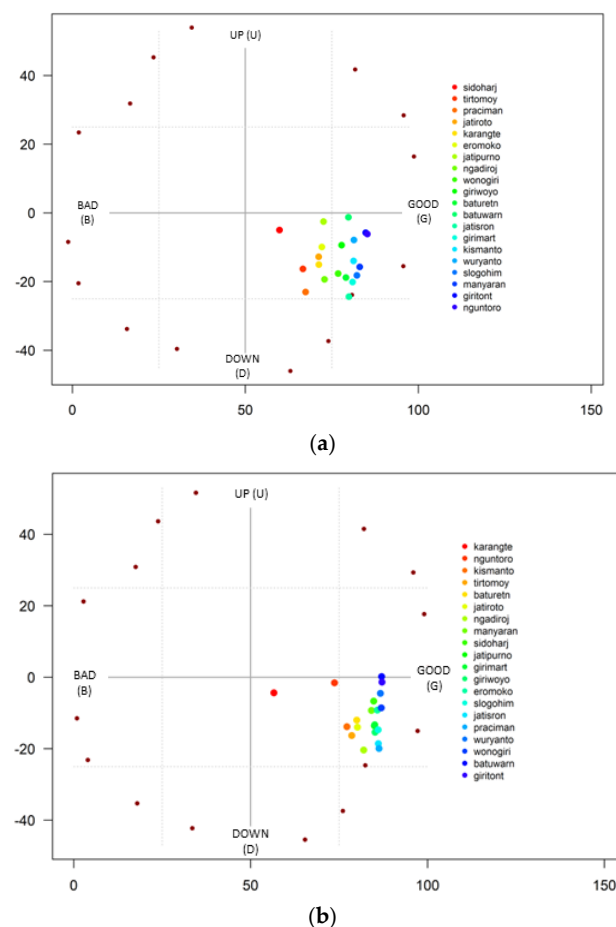 UP (U)
40
sidoharj
tirtomoy
praciman
jatiroto
karangte
eromoko
jatipurno
ngadiroj
wonogiri
giriwoyo
baturetn
batuwarn
jatisron
girimart
kismanto
wuryanto
slogohim
manyaran
giritont
nguntoro
20
BAD
(B)
GOOD
(G)
0
-20
DOWN
(D)
-40
0 50 100 150
(a)
UP (U)
40
karangte
nguntoro
kismanto
tirtomoy
baturetn
jatiroto
ngadiroj
manyaran
sidoharj
jatipurno
girimart
giriwoyo
eromoko
slogohim
jatisron
praciman
wuryanto
wonogiri
batuwarn
giritont
20
BAD
(B)
GOOD
(G)
0
-20
DOWN
(D)
-40
0 50 100 150
(b)